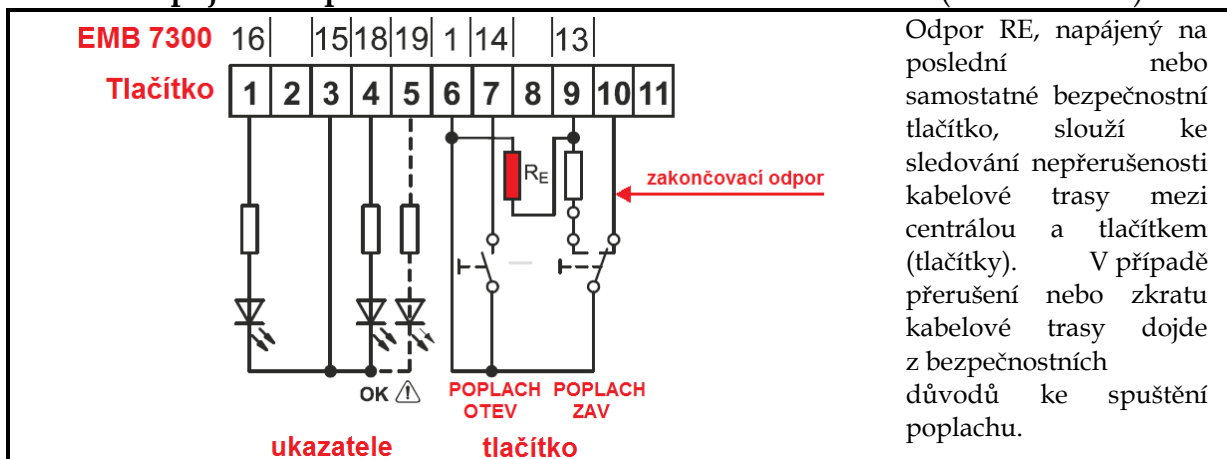 EMB 7300 16 15 18 19 1 14 13
Tlačítko 1 2 3 4 5 6 7 8 9 10 11
RE
zakončovací odpor
OK
POPLACH OTEV
POPLACH ZAV
ukazatele
tlačítko
Odpor RE, napájený na
poslední nebo
samostatné bezpečnostní
tlačítko, slouží ke
sledování nepřerušenosti
kabelové trasy mezi
centrálou a tlačítkem
(tlačítky). V případě
přerušení nebo zkratu
kabelové trasy dojde
z bezpečnostních
důvodů ke spuštění
poplachu.